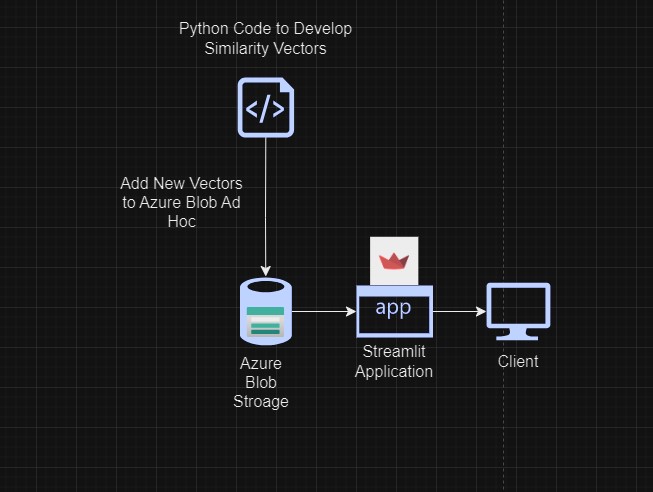 Python Code to Develop
Similarity Vectors
</>
Add New Vectors
to Azure Blob Ad
Hoc
app
Streamlit
Application
Client
Azure
Blob
Stroage